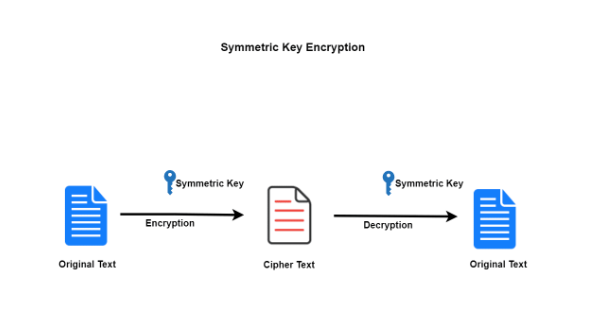 Symmetric Key Encryption
Symmetric Key
Symmetric Key
Encryption
Decryption
Original Text
Cipher Text
Original Text